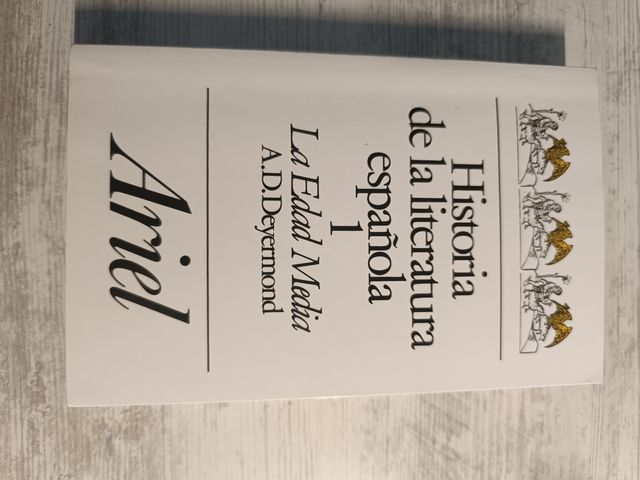 Historia
de la literatura
española
1
La Edad Media
A.D.Deyermond
Ariel